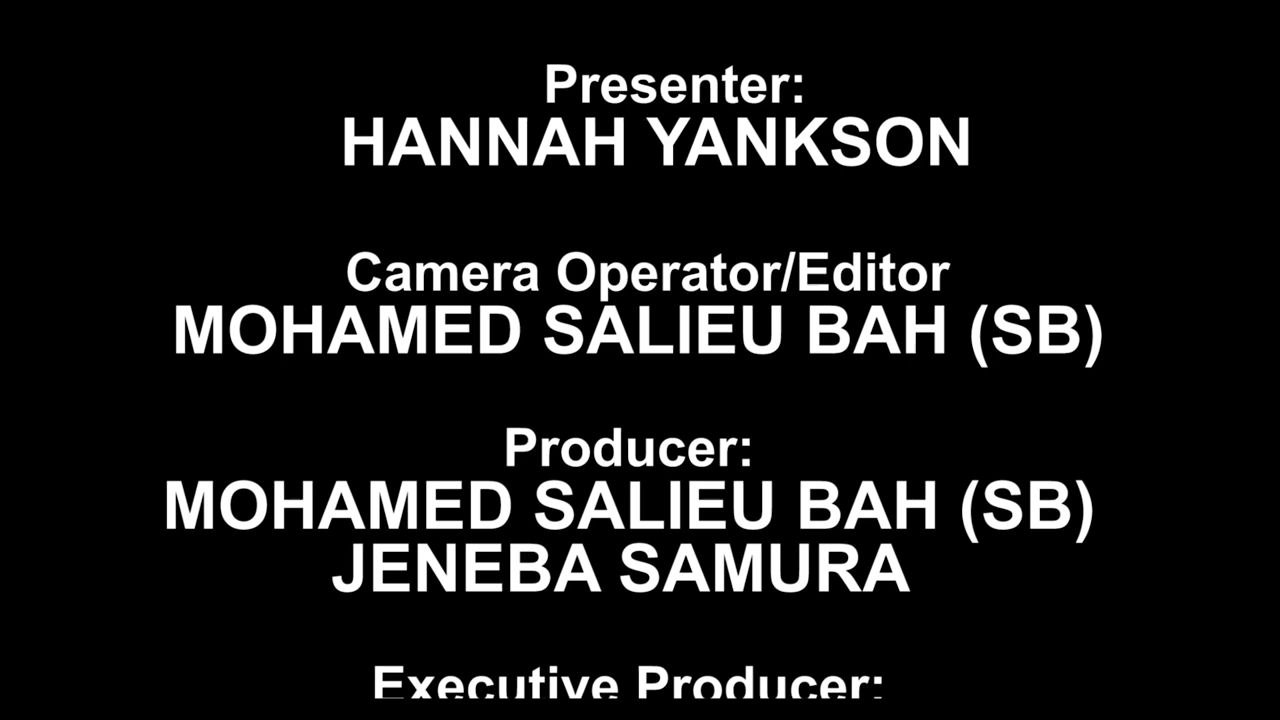 Presenter:
HANNAH YANKSON
Camera Operator/Editor
MOHAMED SALIEU BAH (SB)
Producer:
MOHAMED SALIEU BAH (SB)
JENEBA SAMURA
Executive Producer: